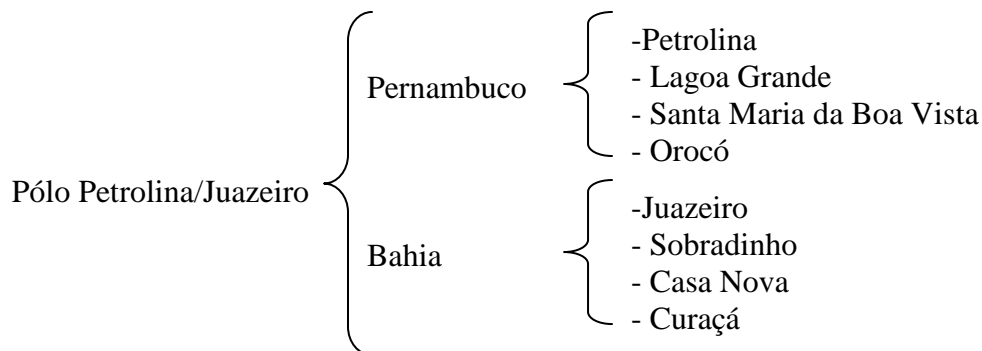 Pólo Petrolina/Juazeiro
Pernambuco
-Petrolina
- Lagoa Grande
- Santa Maria da Boa Vista
- Orocó
Bahia
-Juazeiro
- Sobradinho
- Casa Nova
- Curaçá